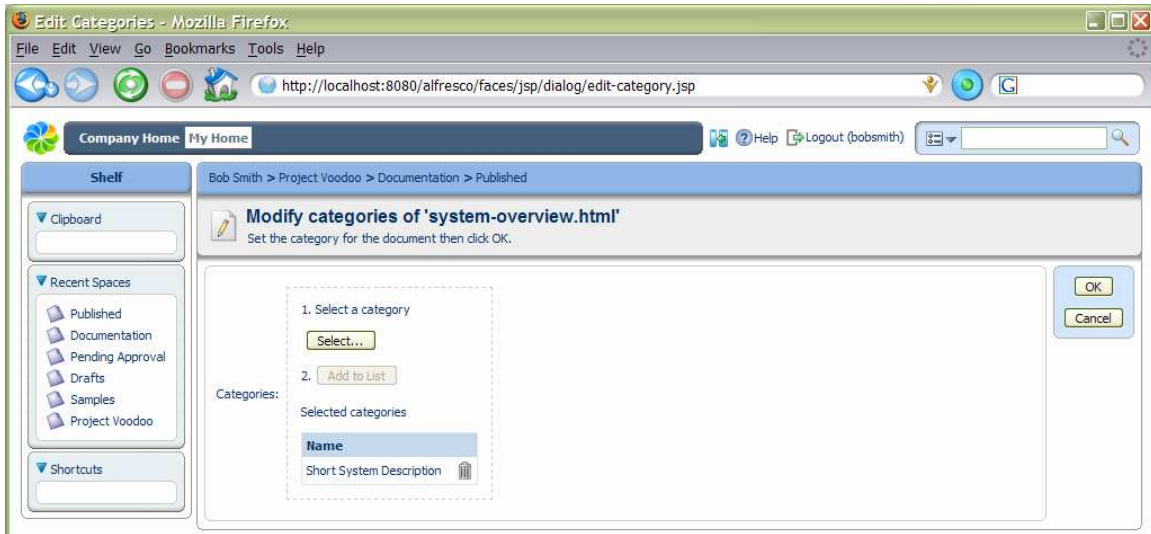 Edit Categories - Mozilla Firefox
File Edit View Go Bookmarks Tools Help
http://localhost:8080/alfresco/faces/jsp/dialog/edit-category.jsp
G
Company Home My Home
Help Logout (bobsmith)
Shelf
Bob Smith > Project Voodoo > Documentation > Published
Clipboard
Modify categories of 'system-overview.html'
Set the category for the document then click OK.
Recent Spaces
Published
Documentation
Pending Approval
Drafts
Samples
Project Voodoo
Shortcuts
Categories:
1. Select a category
Select...
2. Add to List
Selected categories
Name
Short System Description
OK
Cancel